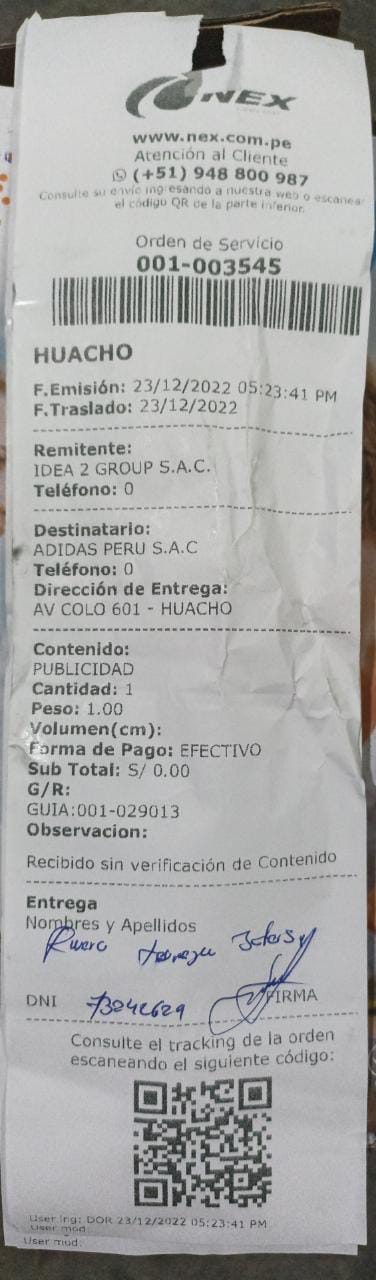 NEX
www.nex.com.pe
Atención al Cliente
(+51) 948 800 987
Consulte su envío ingresando a nuestra web o escanea
el código QR de la parte inferior.
Orden de Servicio
001-003545
HUACHO
F.Emisión: 23/12/2022 05:23:41 PM
F.Traslado: 23/12/2022
Remitente:
IDEA 2 GROUP S.A.C.
Teléfono: 0
Destinatario:
ADIDAS PERU S.A.C
Teléfono: 0
Dirección de Entrega:
AV COLO 601 - HUACHO
Contenido:
PUBLICIDAD
Cantidad: 1
Peso: 1.00
Volumen(cm):
Forma de Pago: EFECTIVO
Sub Total: S/ 0.00
G/R:
GUIA:001-029013
Observacion:
Recibido sin verificación de Contenido
Entrega
Nombres y Apellidos
DNI 73242629 FIRMA
Consulte el tracking de la orden
escaneando el siguiente código:
User ing: DOR 23/12/2022 05:23:41 PM
User mod:
User mod: